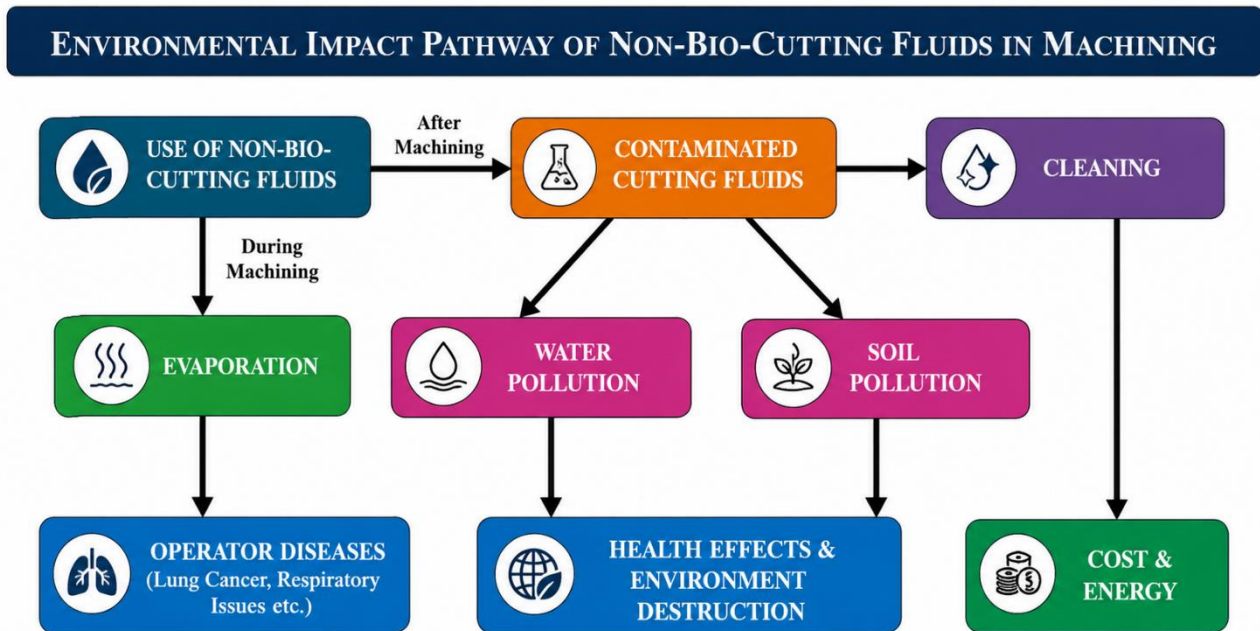 ENVIRONMENTAL IMPACT PATHWAY OF NON-BIO-CUTTING FLUIDS IN MACHINING
USE OF NON-BIO-
CUTTING FLUIDS
After
Machining
CONTAMINATED
CUTTING FLUIDS
CLEANING
During
Machining
EVAPORATION
WATER
POLLUTION
SOIL
POLLUTION
OPERATOR DISEASES
(Lung Cancer, Respiratory
Issues etc.)
HEALTH EFFECTS &
ENVIRONMENT
DESTRUCTION
COST &
ENERGY